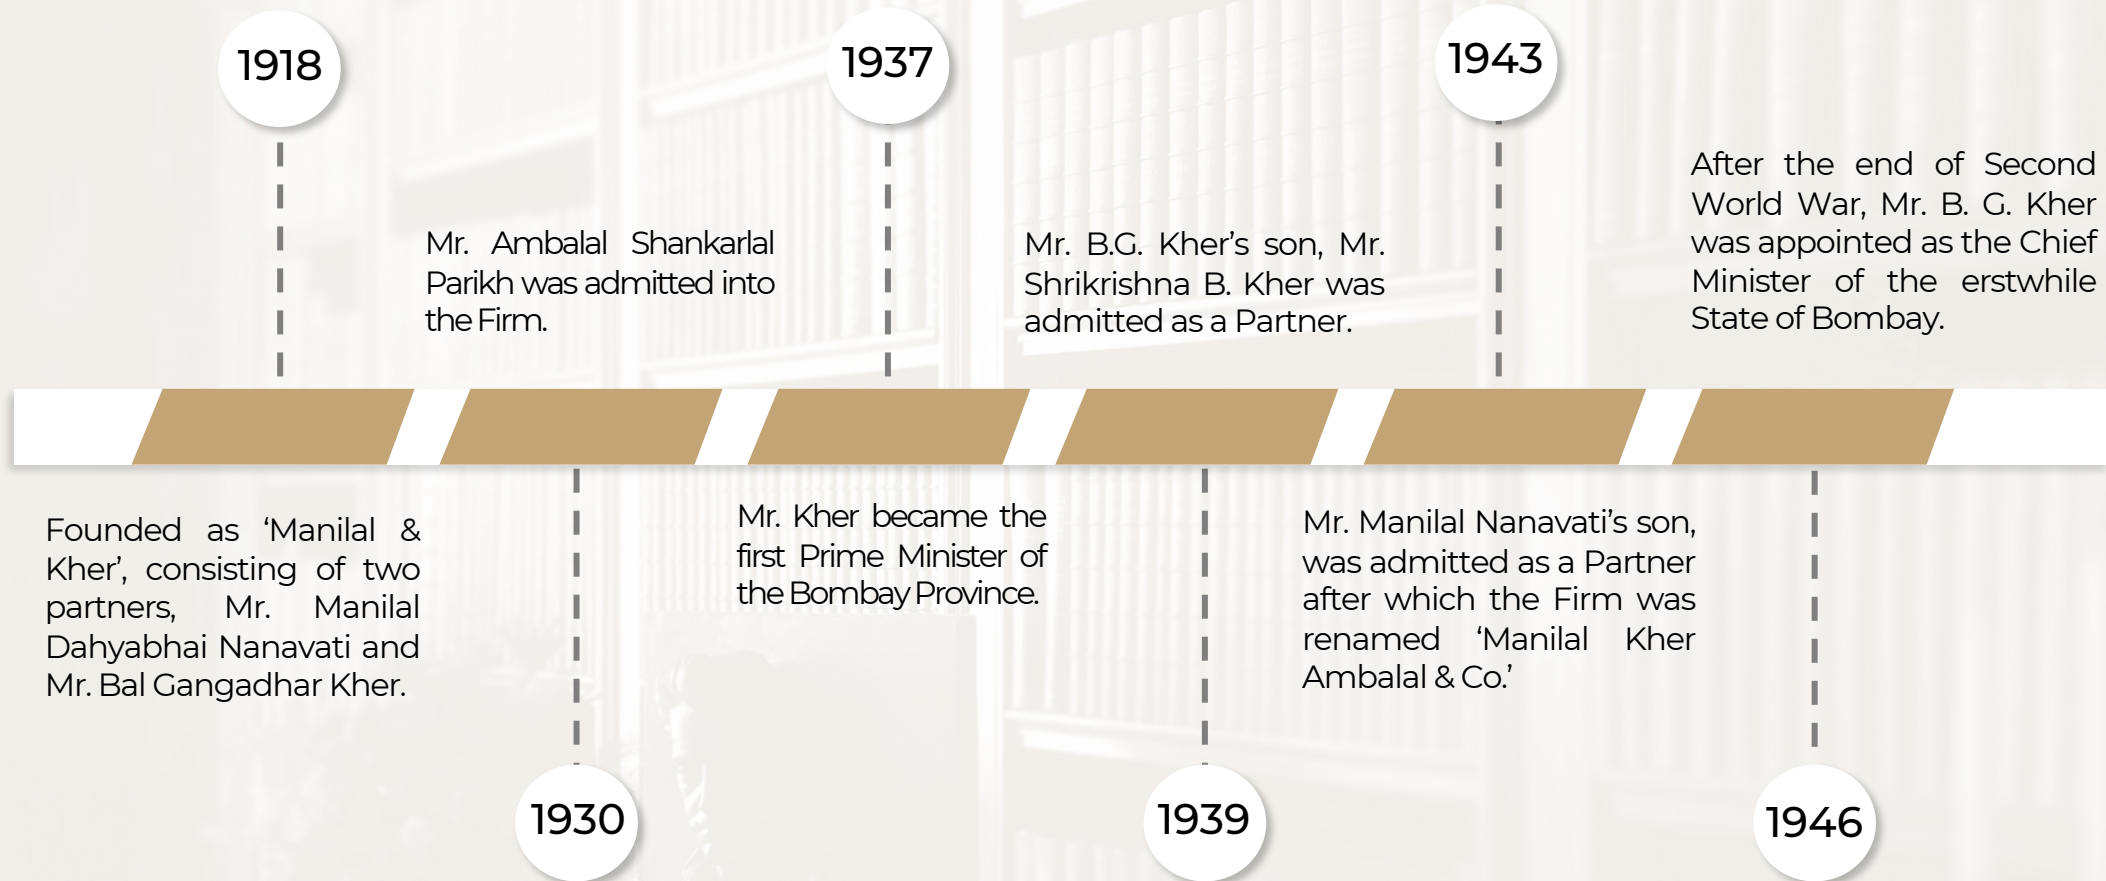 1918
Founded as ‘Manilal &
Kher’, consisting of two
partners, Mr. Manilal
Dahyabhai Nanavati and
Mr. Bal Gangadhar Kher.
1930
Mr. Ambalal Shankarlal
Parikh was admitted into
the Firm.
1937
Mr. Kher became the
first Prime Minister of
the Bombay Province.
1939
Mr. B.G. Kher’s son, Mr.
Shrikrishna B. Kher was
admitted as a Partner.
1943
Mr. Manilal Nanavati’s son,
was admitted as a Partner
after which the Firm was
renamed ‘Manilal Kher
Ambalal & Co.’
1946
After the end of Second
World War, Mr. B. G. Kher
was appointed as the Chief
Minister of the erstwhile
State of Bombay.